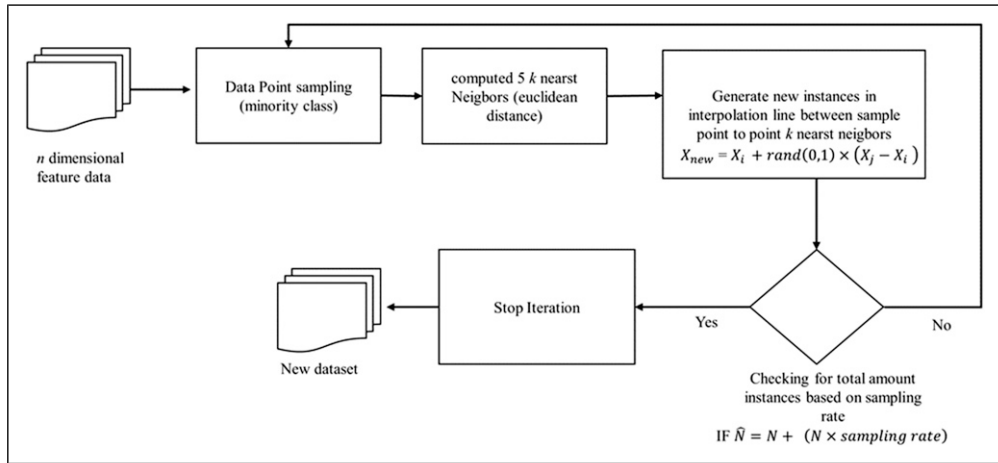 Data Point sampling
(minority class)
computed 5 k nearst
Neigbors (euclidean
distance)
Generate new instances in
interpolation line between sample
point to point k nearst neigbors
X_new = X_i + rand(0,1) × (X_j − X_i )
n dimensional
feature data
Stop Iteration
Yes
No
New dataset
Checking for total amount
instances based on sampling
rate
IF N̂ = N + (N × sampling rate)